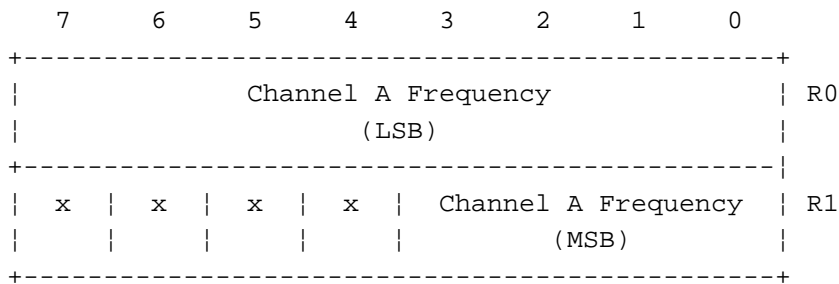 7 6 5 4 3 2 1 0
Channel A Frequency R0
(LSB)
x x x x Channel A Frequency R1
(MSB)